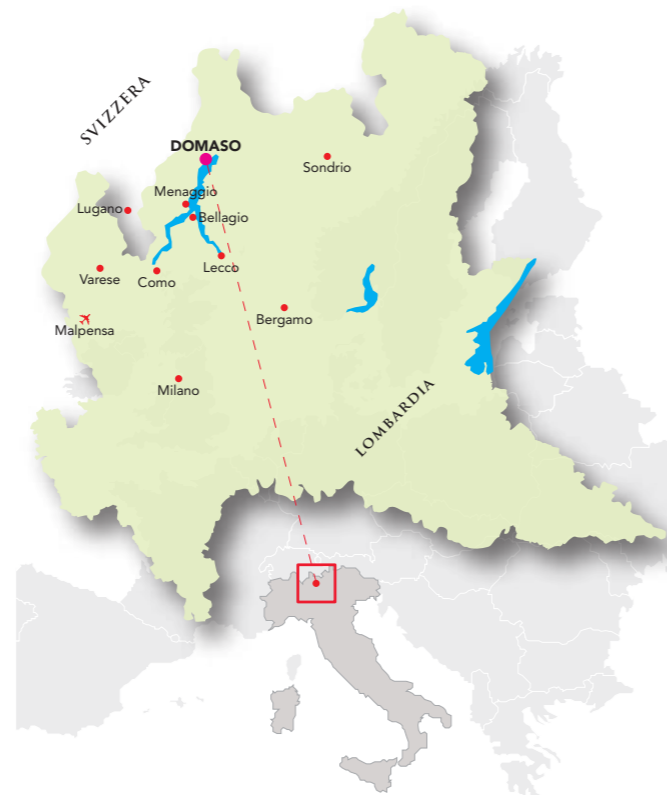 SVIZZERA
DOMASO
Sondrio
Menaggio
Lugano
Bellagio
Lecco
Varese
Como
Bergamo
Malpensa
Milano
LOMBARDIA